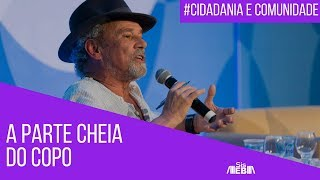 #CIDADANIA E COMUNIDADE
A PARTE CHEIA
DO COPO